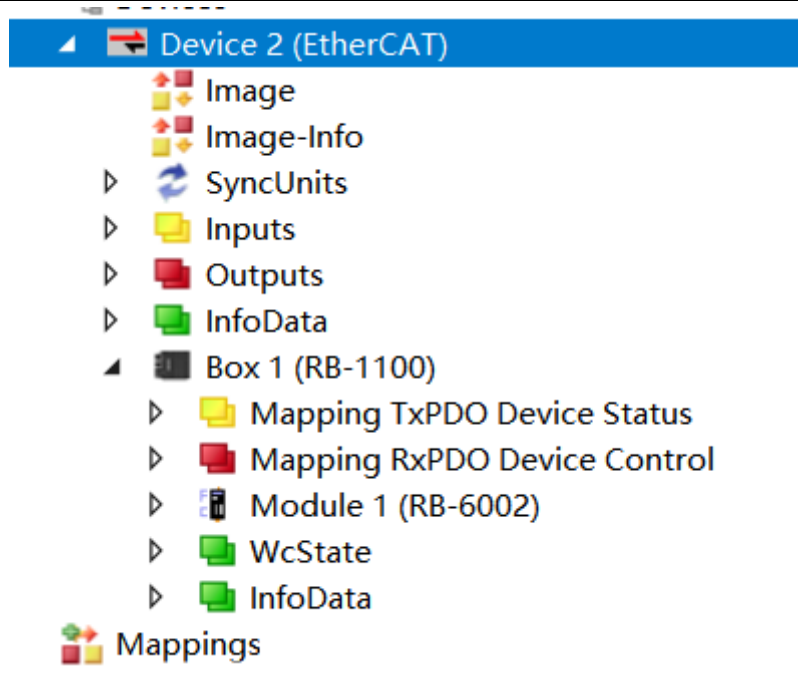 Device 2 (EtherCAT)
Image
Image-Info
SyncUnits
Inputs
Outputs
InfoData
Box 1 (RB-1100)
Mapping TxPDO Device Status
Mapping RxPDO Device Control
Module 1 (RB-6002)
WcState
InfoData
Mappings